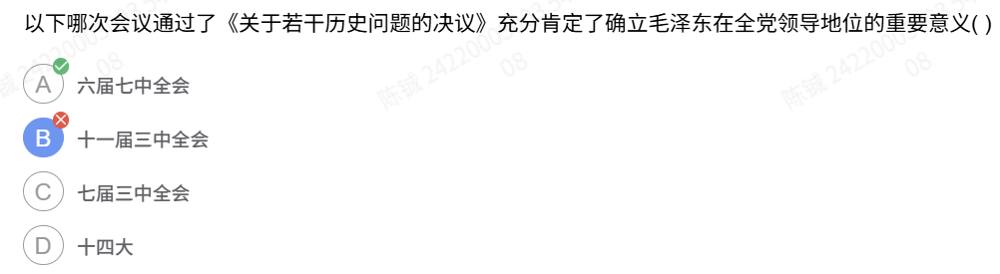 以下哪次会议通过了《关于若干历史问题的决议》充分肯定了确立毛泽东在全党领导地位的重要意义( )
A 六届七中全会
B 十一届三中全会
C 七届三中全会
D 十四大